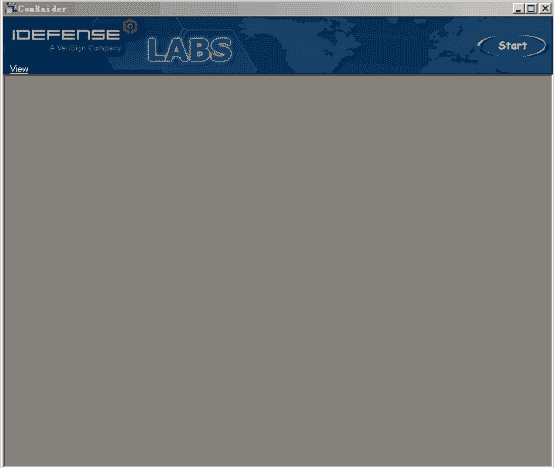 ComRaider
IDEFENSE
A VeriSign Company
LABS
Start
View